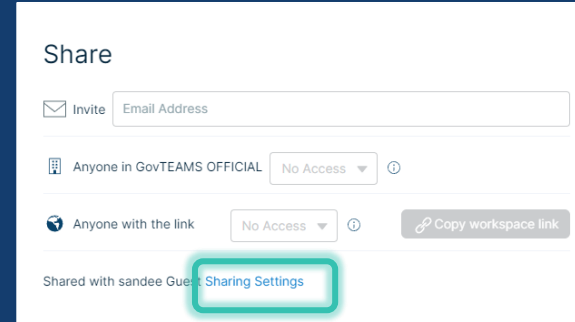 Share
Invite Email Address
Anyone in GovTEAMS OFFICIAL No Access
Anyone with the link No Access Copy workspace link
Shared with sandee Guest Sharing Settings